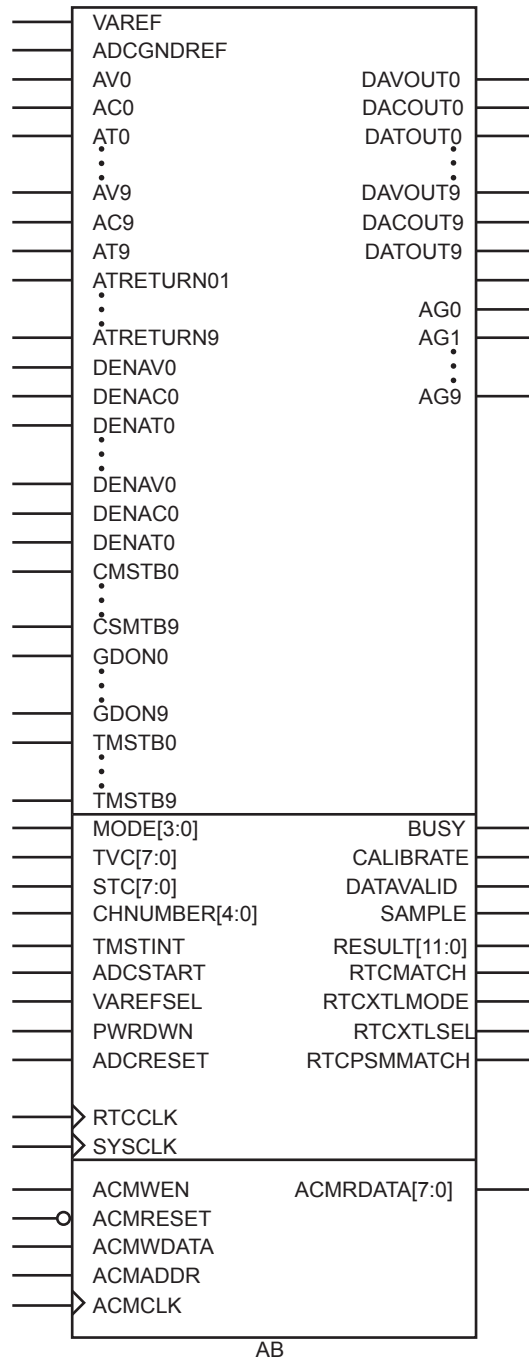 VAREF
ADCGNDREF
AV0 DAVOUT0
AC0 DACOUT0
AT0 DATOUT0
AV9 DAVOUT9
AC9 DACOUT9
AT9 DATOUT9
ATRETURN01
AG0
ATRETURN9 AG1
DENAV0
DENAC0 AG9
DENAT0
DENAV0
DENAC0
DENAT0
CMSTB0
CSMTB9
GDON0
GDON9
TMSTB0
TMSTB9
MODE[3:0] BUSY
TVC[7:0] CALIBRATE
STC[7:0] DATAVALID
CHNUMBER[4:0] SAMPLE
TMSTINT RESULT[11:0]
ADCSTART RTCMATCH
VAREFSEL RTCXTLMODE
PWRDWN RTCXTLSEL
ADCRESET RTCPSMMATCH
RTCCLK
SYSCLK
ACMWEN ACMRDATA[7:0]
ACMRESET
ACMWDATA
ACMADDR
ACMCLK
AB